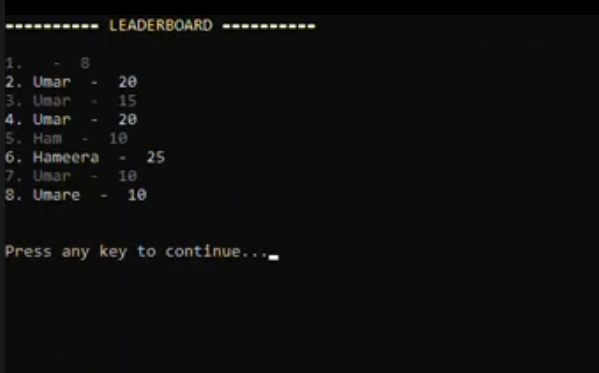 ---------- LEADERBOARD ----------
1.   -  8
2. Umar  -  20
3. Umar  -  15
4. Umar  -  20
5. Ham  -  10
6. Hameera  -  25
7. Umar  -  10
8. Umare  -  10
Press any key to continue..._